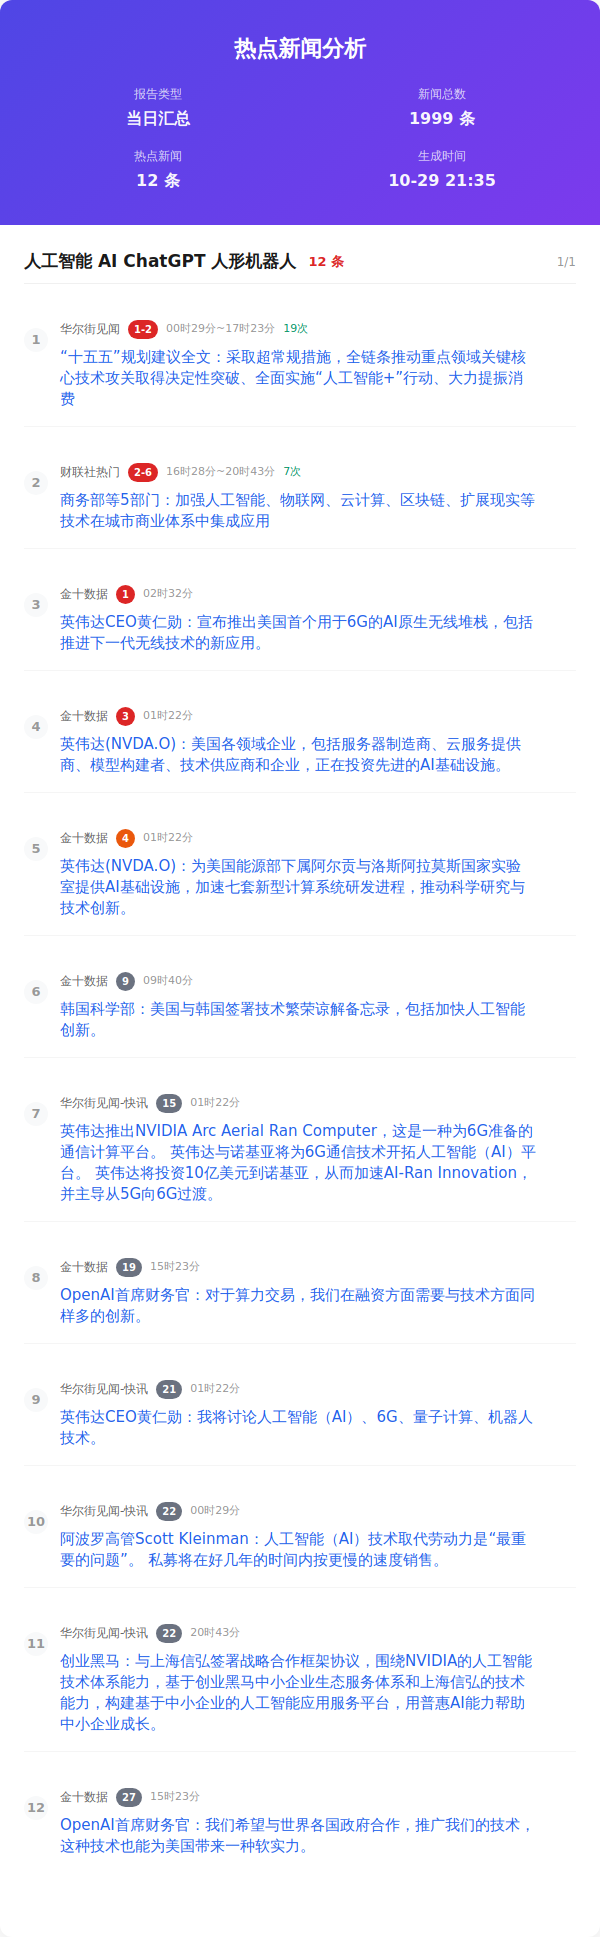 热点新闻分析
报告类型
新闻总数
当日汇总
1999 条
热点新闻
生成时间
12 条
10-29 21:35
人工智能 AI ChatGPT 人形机器人 12 条 1/1
1
华尔街见闻 1-2 00时29分~17时23分 19次
“十五五”规划建议全文：采取超常规措施，全链条推动重点领域关键核
心技术攻关取得决定性突破、全面实施“人工智能+”行动、大力提振消
费
2
财联社热门 2-6 16时28分~20时43分 7次
商务部等5部门：加强人工智能、物联网、云计算、区块链、扩展现实等
技术在城市商业体系中集成应用
3
金十数据 1 02时32分
英伟达CEO黄仁勋：宣布推出美国首个用于6G的AI原生无线堆栈，包括
推进下一代无线技术的新应用。
4
金十数据 3 01时22分
英伟达(NVDA.O)：美国各领域企业，包括服务器制造商、云服务提供
商、模型构建者、技术供应商和企业，正在投资先进的AI基础设施。
5
金十数据 4 01时22分
英伟达(NVDA.O)：为美国能源部下属阿尔贡与洛斯阿拉莫斯国家实验
室提供AI基础设施，加速七套新型计算系统研发进程，推动科学研究与
技术创新。
6
金十数据 9 09时40分
韩国科学部：美国与韩国签署技术繁荣谅解备忘录，包括加快人工智能
创新。
7
华尔街见闻-快讯 15 01时22分
英伟达推出NVIDIA Arc Aerial Ran Computer，这是一种为6G准备的
通信计算平台。 英伟达与诺基亚将为6G通信技术开拓人工智能（AI）平
台。 英伟达将投资10亿美元到诺基亚，从而加速AI-Ran Innovation，
并主导从5G向6G过渡。
8
金十数据 19 15时23分
OpenAI首席财务官：对于算力交易，我们在融资方面需要与技术方面同
样多的创新。
9
华尔街见闻-快讯 21 01时22分
英伟达CEO黄仁勋：我将讨论人工智能（AI）、6G、量子计算、机器人
技术。
10
华尔街见闻-快讯 22 00时29分
阿波罗高管Scott Kleinman：人工智能（AI）技术取代劳动力是“最重
要的问题”。 私募将在好几年的时间内按更慢的速度销售。
11
华尔街见闻-快讯 22 20时43分
创业黑马：与上海信弘签署战略合作框架协议，围绕NVIDIA的人工智能
技术体系能力，基于创业黑马中小企业生态服务体系和上海信弘的技术
能力，构建基于中小企业的人工智能应用服务平台，用普惠AI能力帮助
中小企业成长。
12
金十数据 27 15时23分
OpenAI首席财务官：我们希望与世界各国政府合作，推广我们的技术，
这种技术也能为美国带来一种软实力。